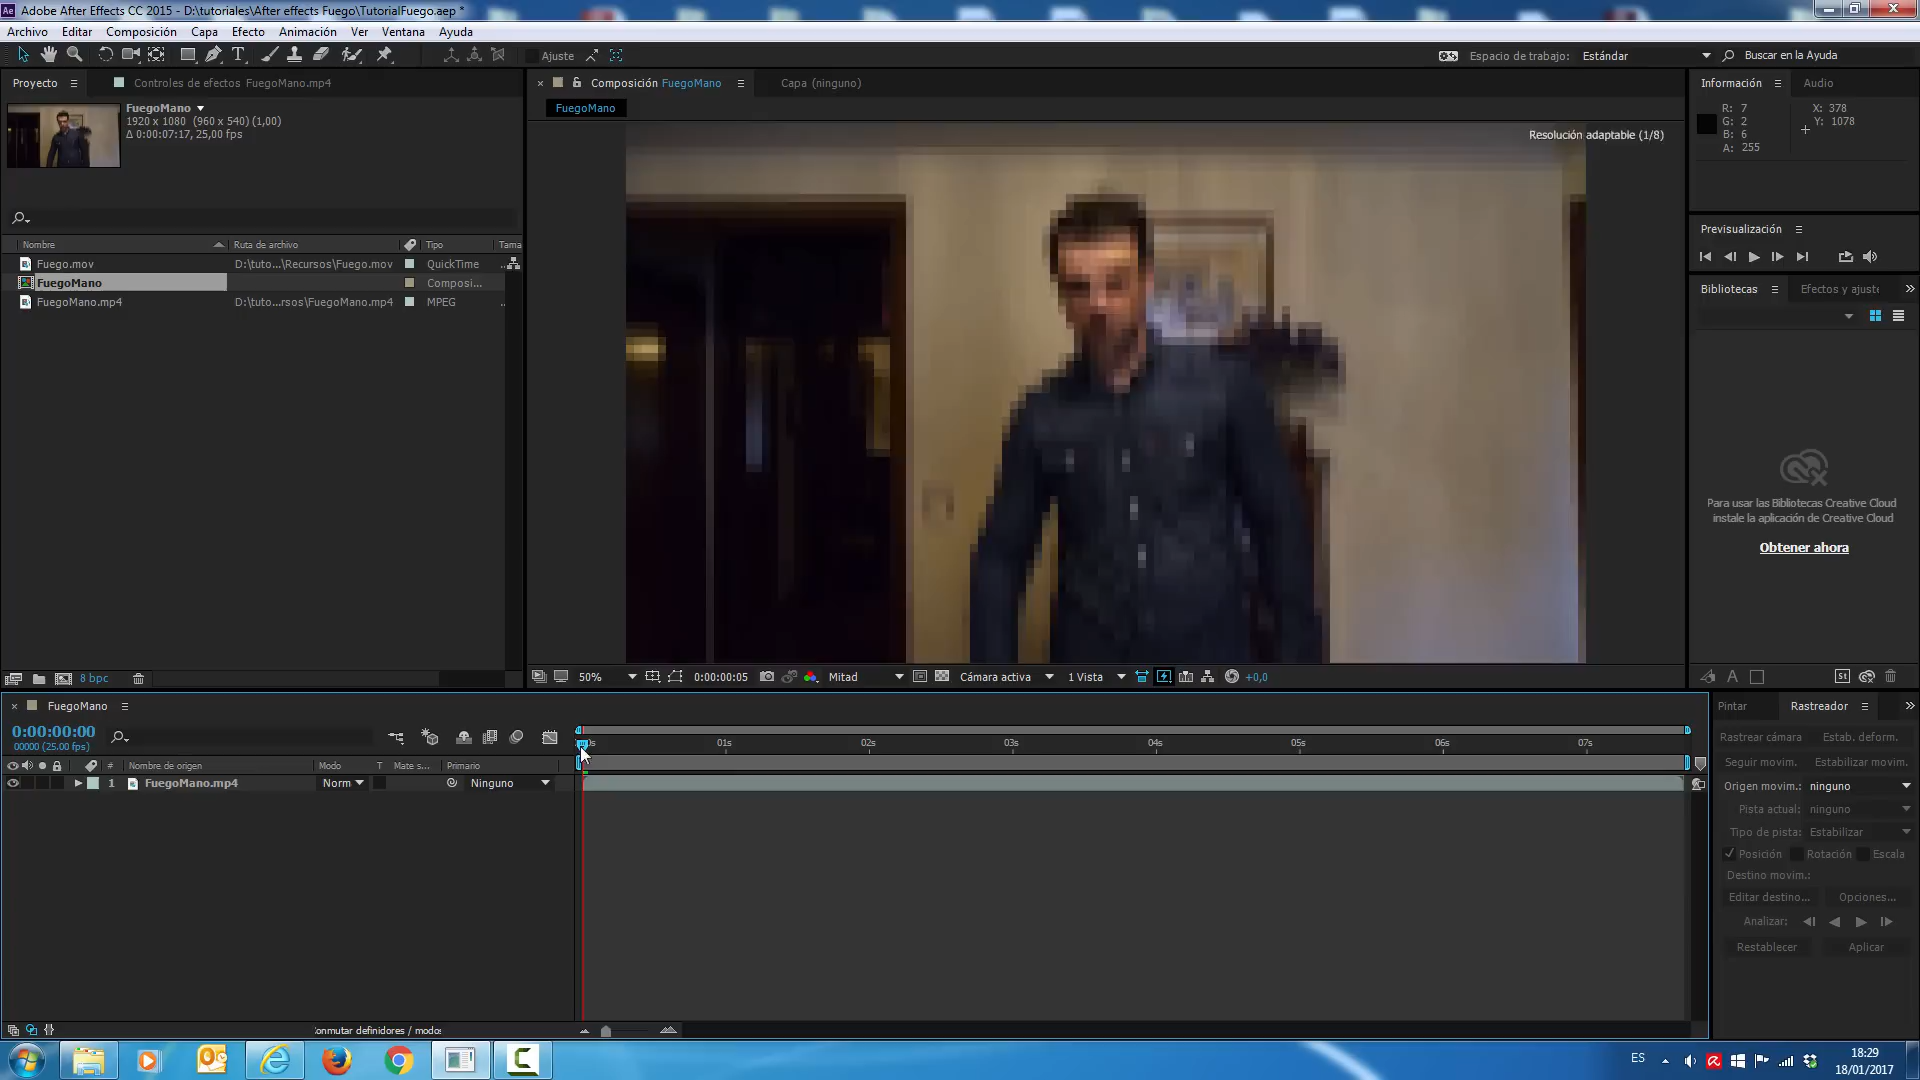 Adobe After Effects CC 2015 - D:\tutoriales\After effects Fuego\TutorialFuego.aep *
Archivo Editar Composición Capa Efecto Animación Ver Ventana Ayuda
Ajuste
Espacio de trabajo: Estándar
Buscar en la Ayuda
Proyecto
Controles de efectos FuegoMano.mp4
FuegoMano
1920 x 1080 (960 x 540) (1,00)
Δ 0:00:07:17, 25,00 fps
Nombre Ruta de archivo Tipo Tama
Fuego.mov D:\tuto...\Recursos\Fuego.mov QuickTime ..
FuegoMano Composi...
FuegoMano.mp4 D:\tuto...rsos\FuegoMano.mp4 MPEG ..
8 bpc
Composición FuegoMano
Capa (ninguno)
FuegoMano
Resolución adaptable (1/8)
50% 0:00:00:05 Mitad Cámara activa 1 Vista +0,0
Información Audio
R: 7 X: 378
G: 2 Y: 1078
B: 6
A: 255
Previsualización
Bibliotecas Efectos y ajuste
Para usar las Bibliotecas Creative Cloud
instale la aplicación de Creative Cloud
Obtener ahora
St
FuegoMano
0:00:00:00
00000 (25.00 fps)
01s 02s 03s 04s 05s 06s 07s
# Nombre de origen Modo T Mate s... Primario
1 FuegoMano.mp4 Norm Ninguno
Conmutar definidores / modos
Pintar Rastreador
Rastrear cámara Estab. deform.
Seguir movim. Estabilizar movim.
Origen movim.: ninguno
Pista actual: ninguno
Tipo de pista: Estabilizar
Posición Rotación Escala
Destino movim.:
Editar destino... Opciones...
Analizar:
Restablecer Aplicar
ES
18:29
18/01/2017